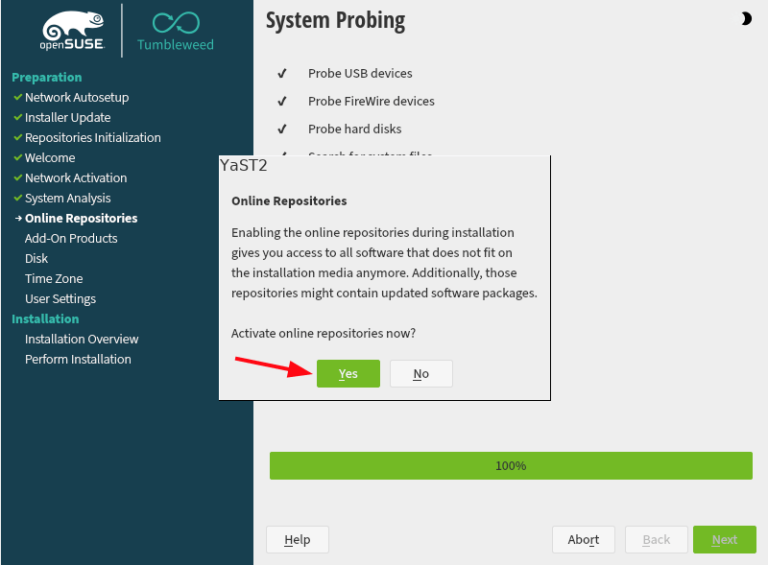 openSUSE
Tumbleweed
Preparation
Network Autosetup
Installer Update
Repositories Initialization
Welcome
Network Activation
System Analysis
Online Repositories
Add-On Products
Disk
Time Zone
User Settings
Installation
Installation Overview
Perform Installation
System Probing
Probe USB devices
Probe FireWire devices
Probe hard disks
Search for system files
YaST2
Online Repositories
Enabling the online repositories during installation
gives you access to all software that does not fit on
the installation media anymore. Additionally, those
repositories might contain updated software packages.
Activate online repositories now?
Yes
No
100%
Help
Abort
Back
Next